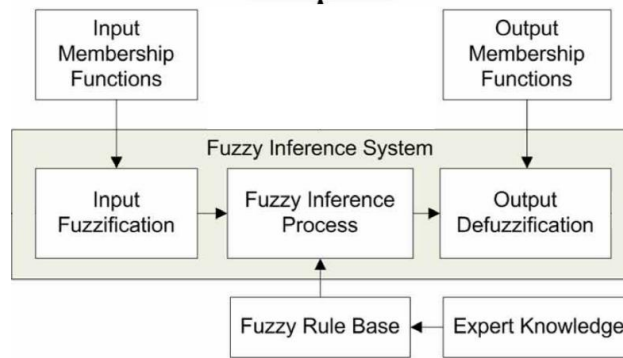 Input
Membership
Functions
Output
Membership
Functions
Fuzzy Inference System
Input
Fuzzification
Fuzzy Inference
Process
Output
Defuzzification
Fuzzy Rule Base
Expert Knowledge